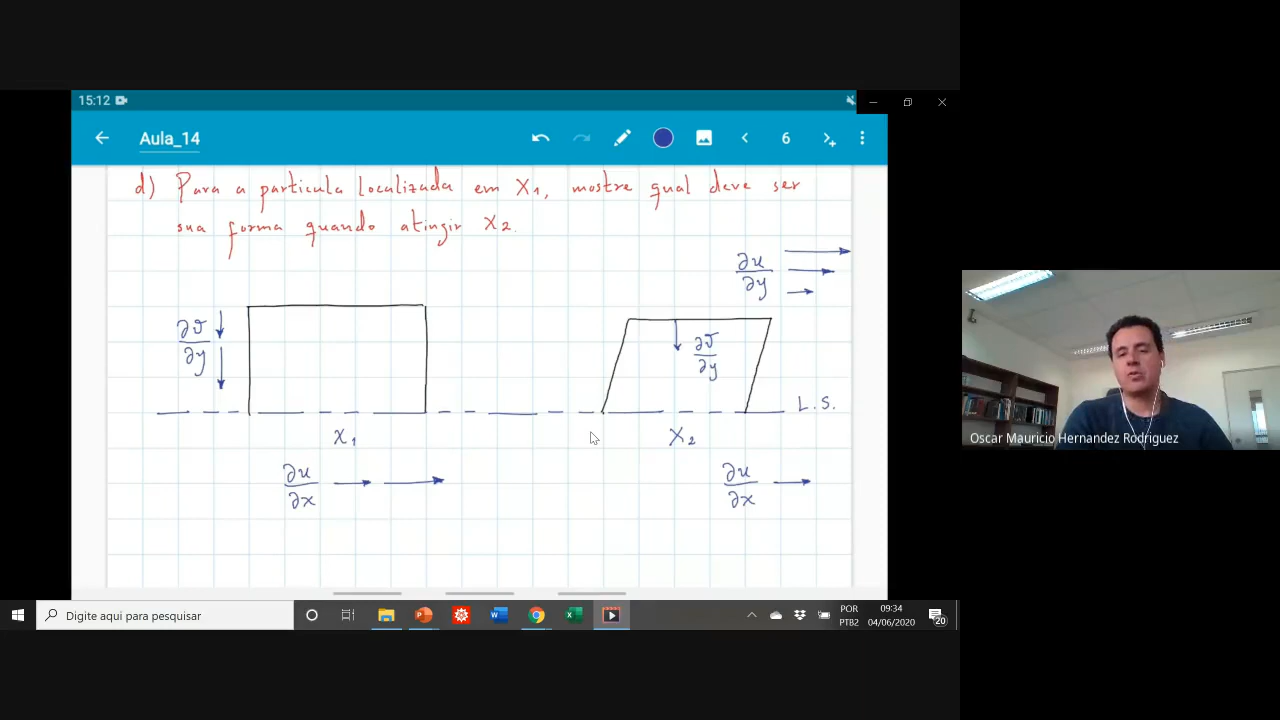 15:12
Aula_14
6
d) Para a particula localizada em X1, mostre qual deve ser
sua forma quando atingir X2.
∂u/∂y
∂v/∂y
∂v/∂y
L.S.
x1
X2
∂u/∂x
∂u/∂x
Oscar Mauricio Hernandez Rodriguez
Digite aqui para pesquisar
POR
PTB2
09:34
04/06/2020
20